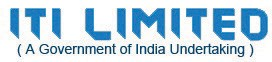 ITI LIMITED
( A Government of India Undertaking )